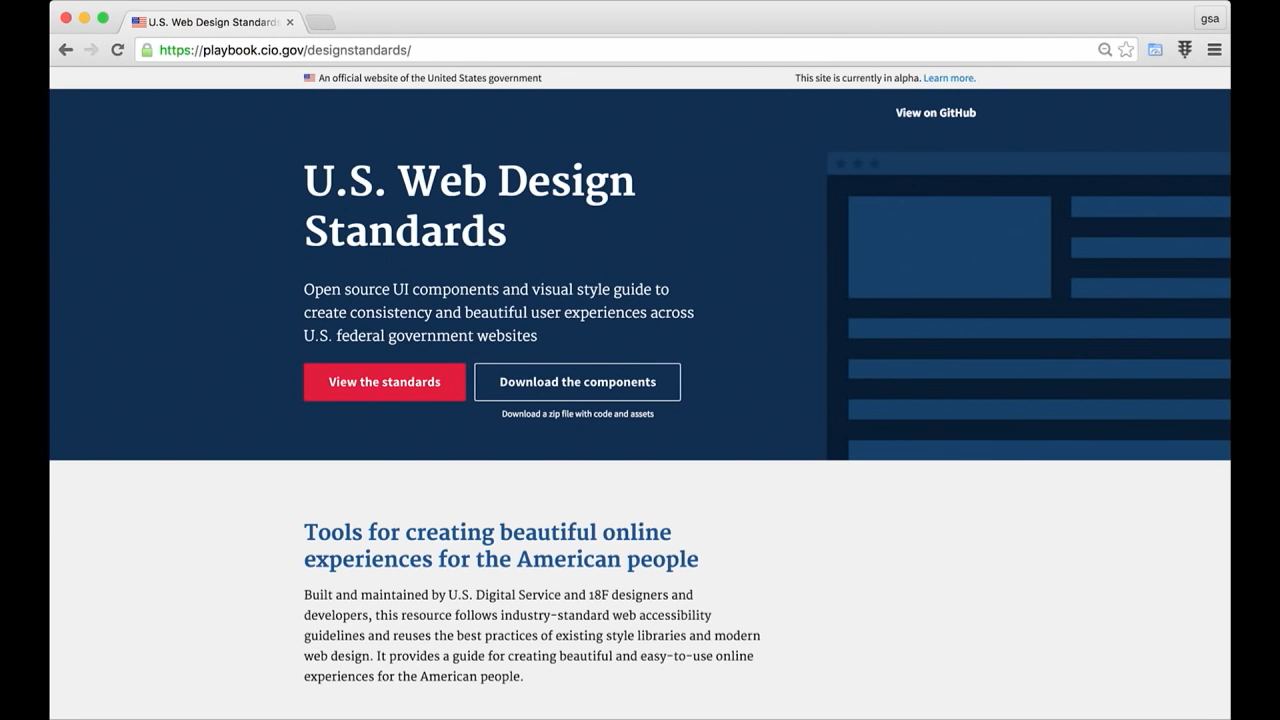 U.S. Web Design Standards
gsa
https://playbook.cio.gov/designstandards/
An official website of the United States government
This site is currently in alpha. Learn more.
View on GitHub
U.S. Web Design
Standards
Open source UI components and visual style guide to
create consistency and beautiful user experiences across
U.S. federal government websites
View the standards
Download the components
Download a zip file with code and assets
Tools for creating beautiful online
experiences for the American people
Built and maintained by U.S. Digital Service and 18F designers and
developers, this resource follows industry-standard web accessibility
guidelines and reuses the best practices of existing style libraries and modern
web design. It provides a guide for creating beautiful and easy-to-use online
experiences for the American people.